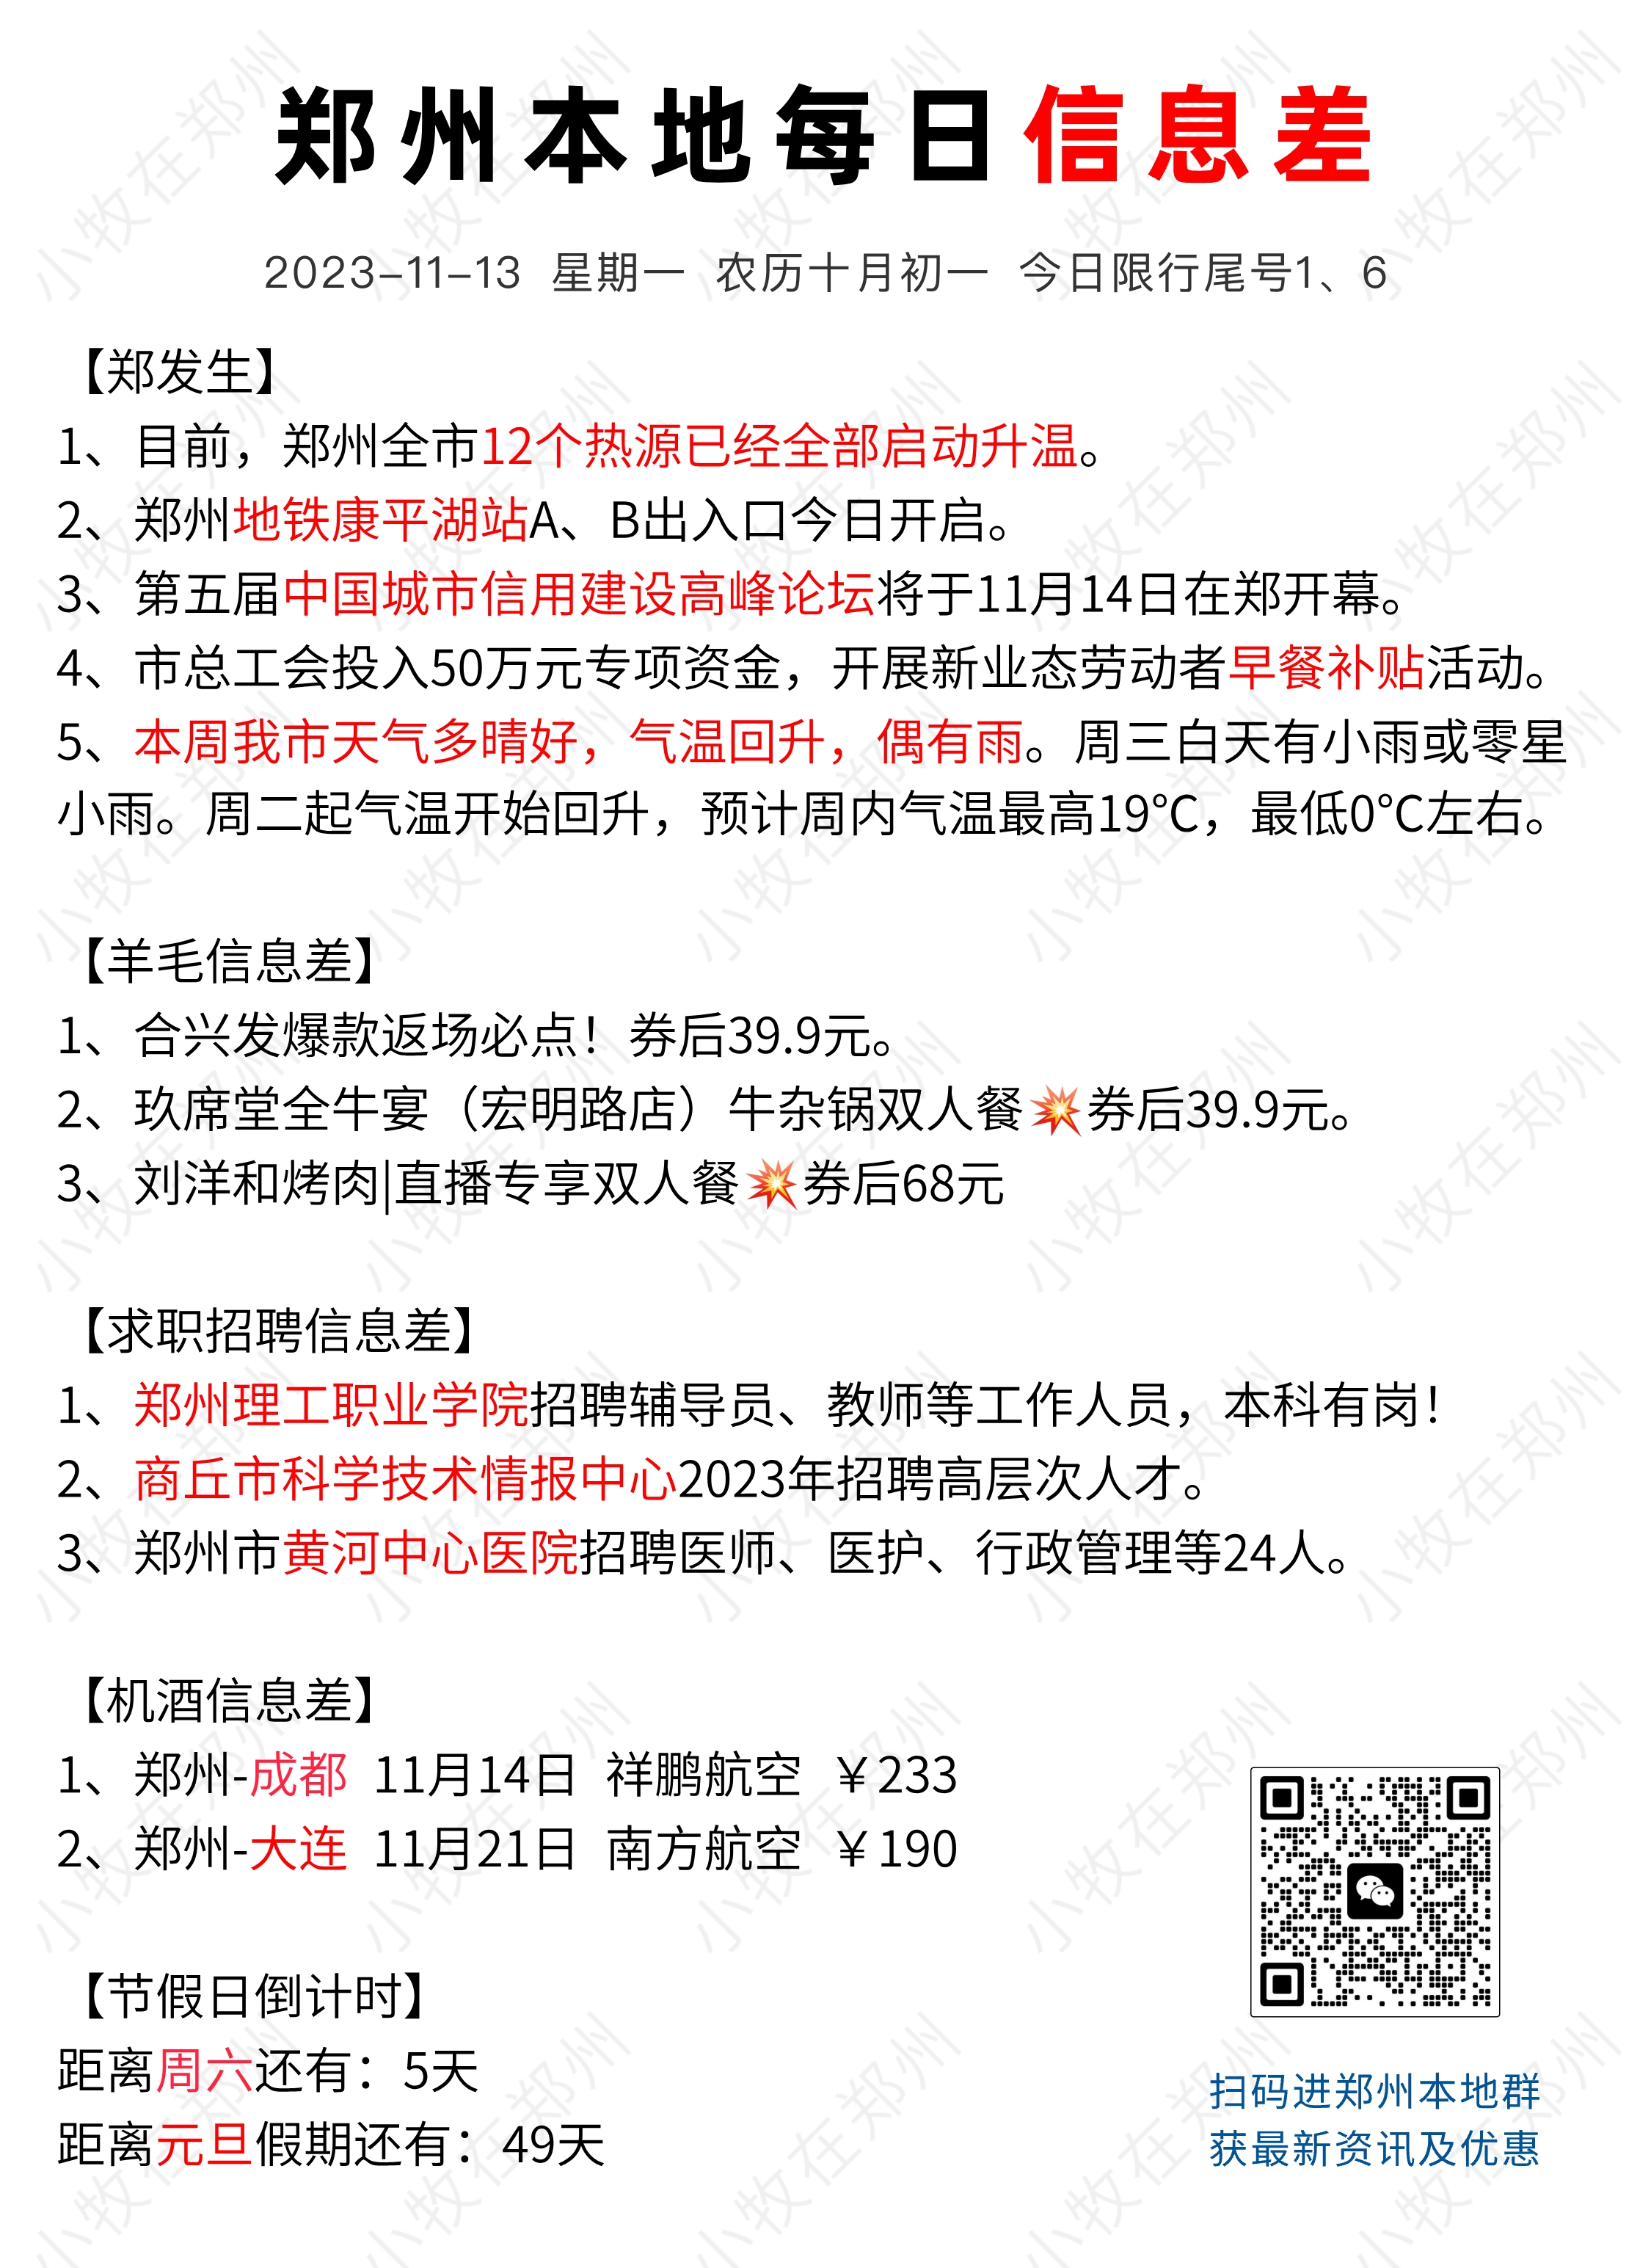 郑州本地每日信息差
2023-11-13 星期一 农历十月初一 今日限行尾号1、6
【郑发生】
1、目前，郑州全市12个热源已经全部启动升温。
2、郑州地铁康平湖站A、B出入口今日开启。
3、第五届中国城市信用建设高峰论坛将于11月14日在郑开幕。
4、市总工会投入50万元专项资金，开展新业态劳动者早餐补贴活动。
5、本周我市天气多晴好，气温回升，偶有雨。周三白天有小雨或零星
小雨。周二起气温开始回升，预计周内气温最高19℃，最低0℃左右。
【羊毛信息差】
1、合兴发爆款返场必点！券后39.9元。
2、玖席堂全牛宴（宏明路店）牛杂锅双人餐💥券后39.9元。
3、刘洋和烤肉|直播专享双人餐💥券后68元
【求职招聘信息差】
1、郑州理工职业学院招聘辅导员、教师等工作人员，本科有岗！
2、商丘市科学技术情报中心2023年招聘高层次人才。
3、郑州市黄河中心医院招聘医师、医护、行政管理等24人。
【机酒信息差】
1、郑州-成都 11月14日 祥鹏航空 ￥233
2、郑州-大连 11月21日 南方航空 ￥190
【节假日倒计时】
距离周六还有：5天
距离元旦假期还有：49天
扫码进郑州本地群
获最新资讯及优惠
小牧在郑州